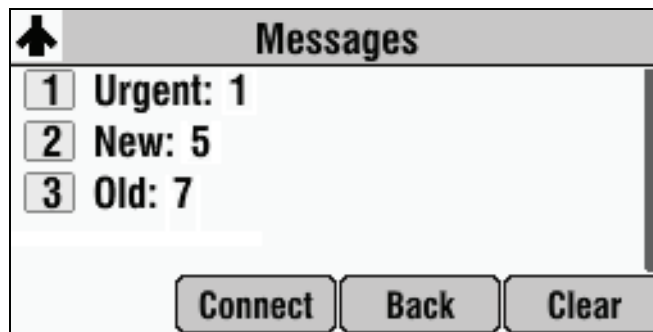 Messages
1 Urgent: 1
2 New: 5
3 Old: 7
Connect Back Clear